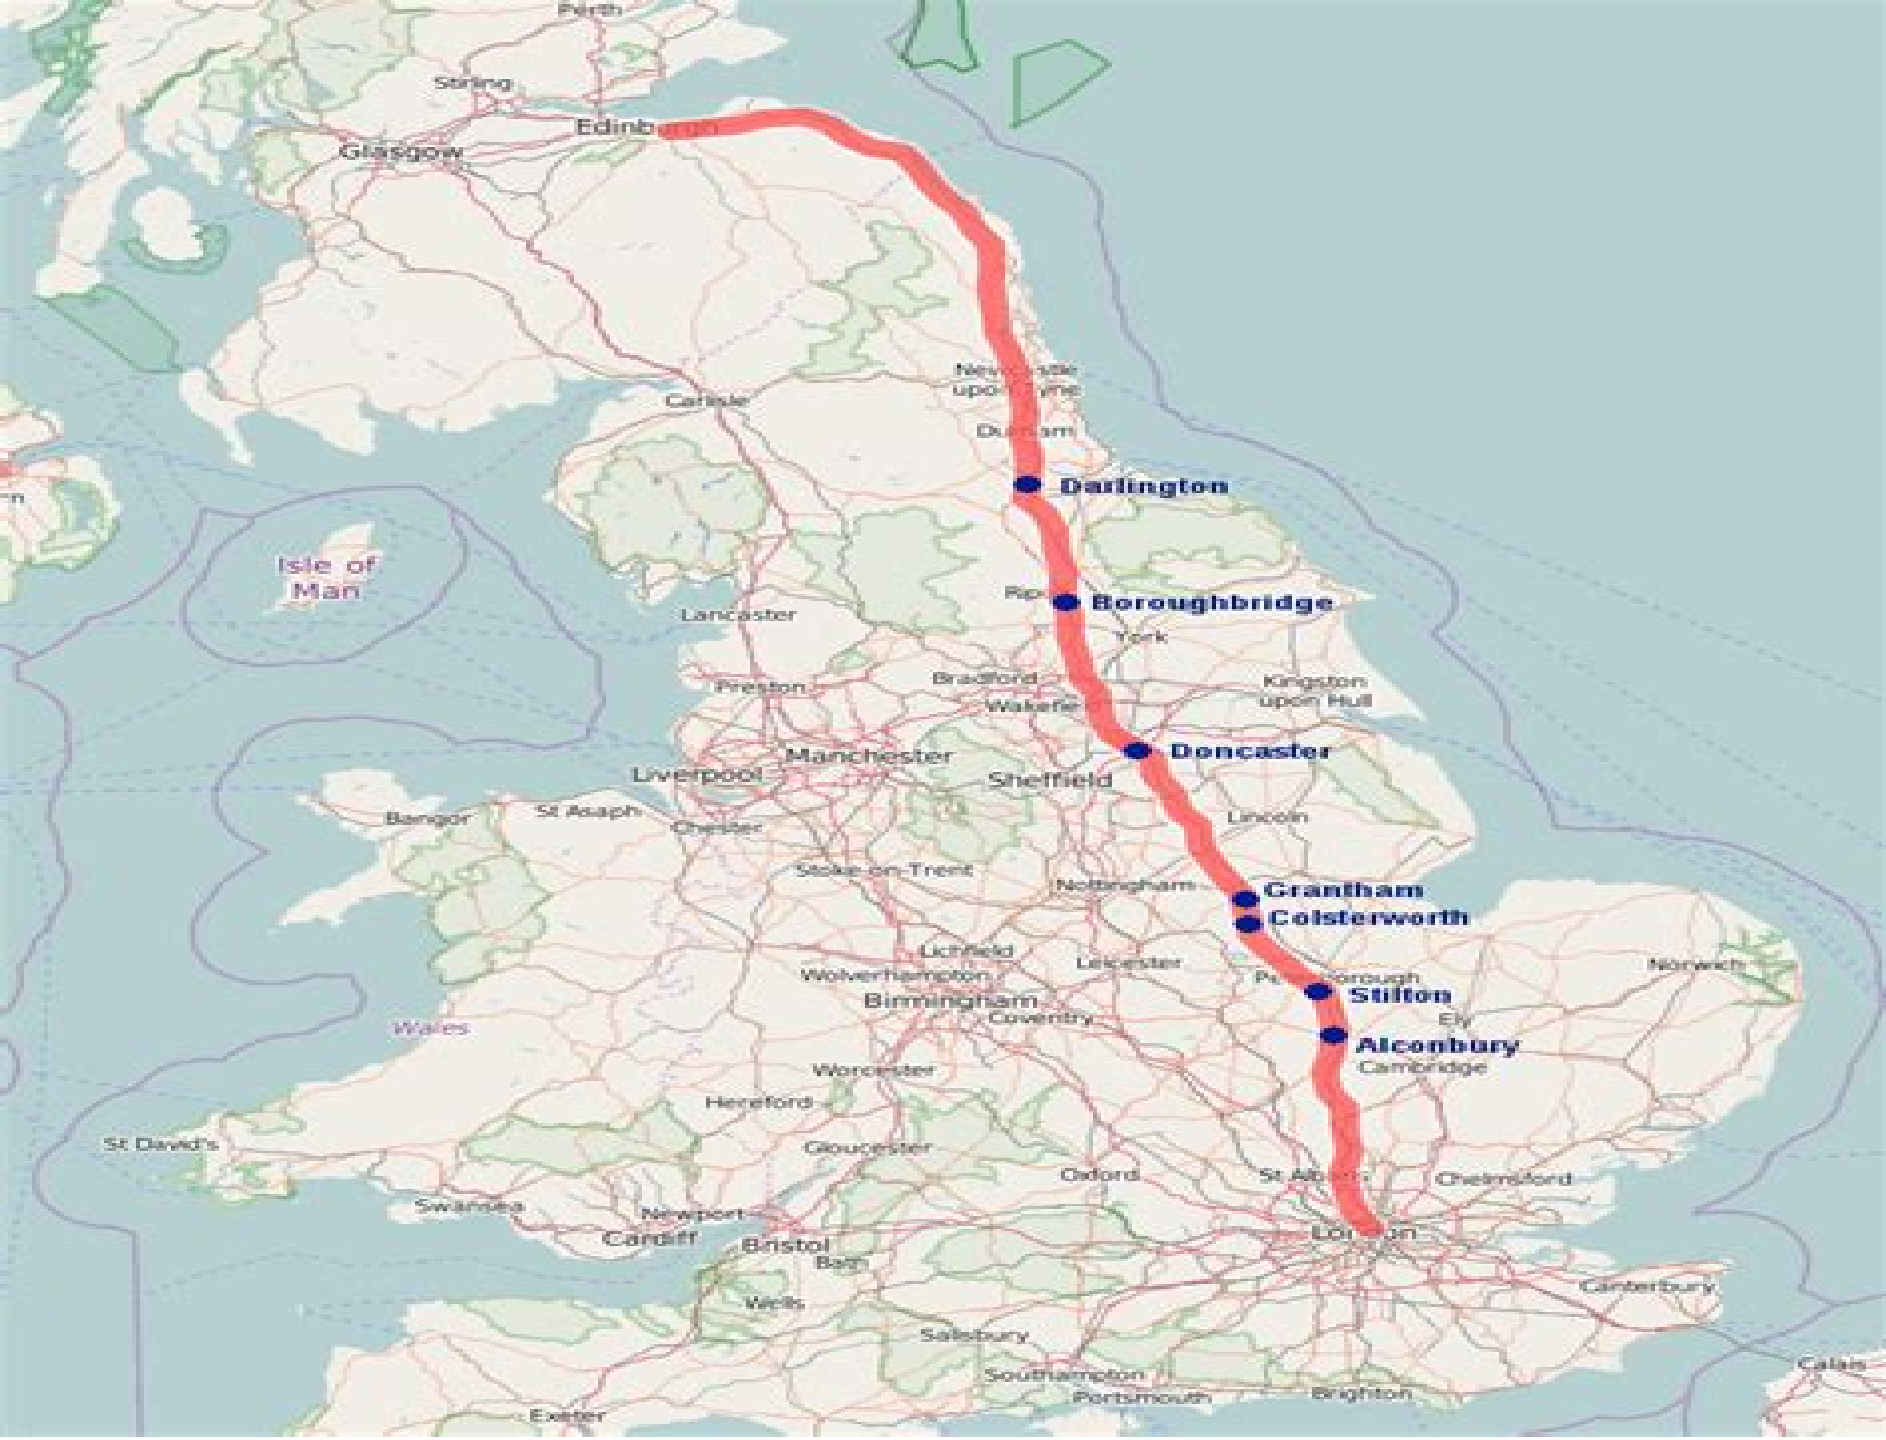 Perth
Stirling
Edinburgh
Glasgow
Newcastle
upon Tyne
Carlisle
Durham
Darlington
Isle of
Man
Boroughbridge
Lancaster
York
Bradford
Kingston
upon Hull
Preston
Doncaster
Manchester
Liverpool
Sheffield
St Asaph
Bangor
Lincoln
Chester
Stoke-on-Trent
Nottingham
Grantham
Colsterworth
Lichfield
Leicester
Norwich
Wolverhampton
Stilton
Birmingham
Coventry
Ely
Wales
Alconbury
Cambridge
Worcester
Hereford
St David's
Gloucester
Oxford
St Albans
Chelmsford
Swansea
Newport
London
Cardiff
Bristol
Bath
Canterbury
Wells
Salisbury
Calais
Southampton
Portsmouth
Brighton
Exeter